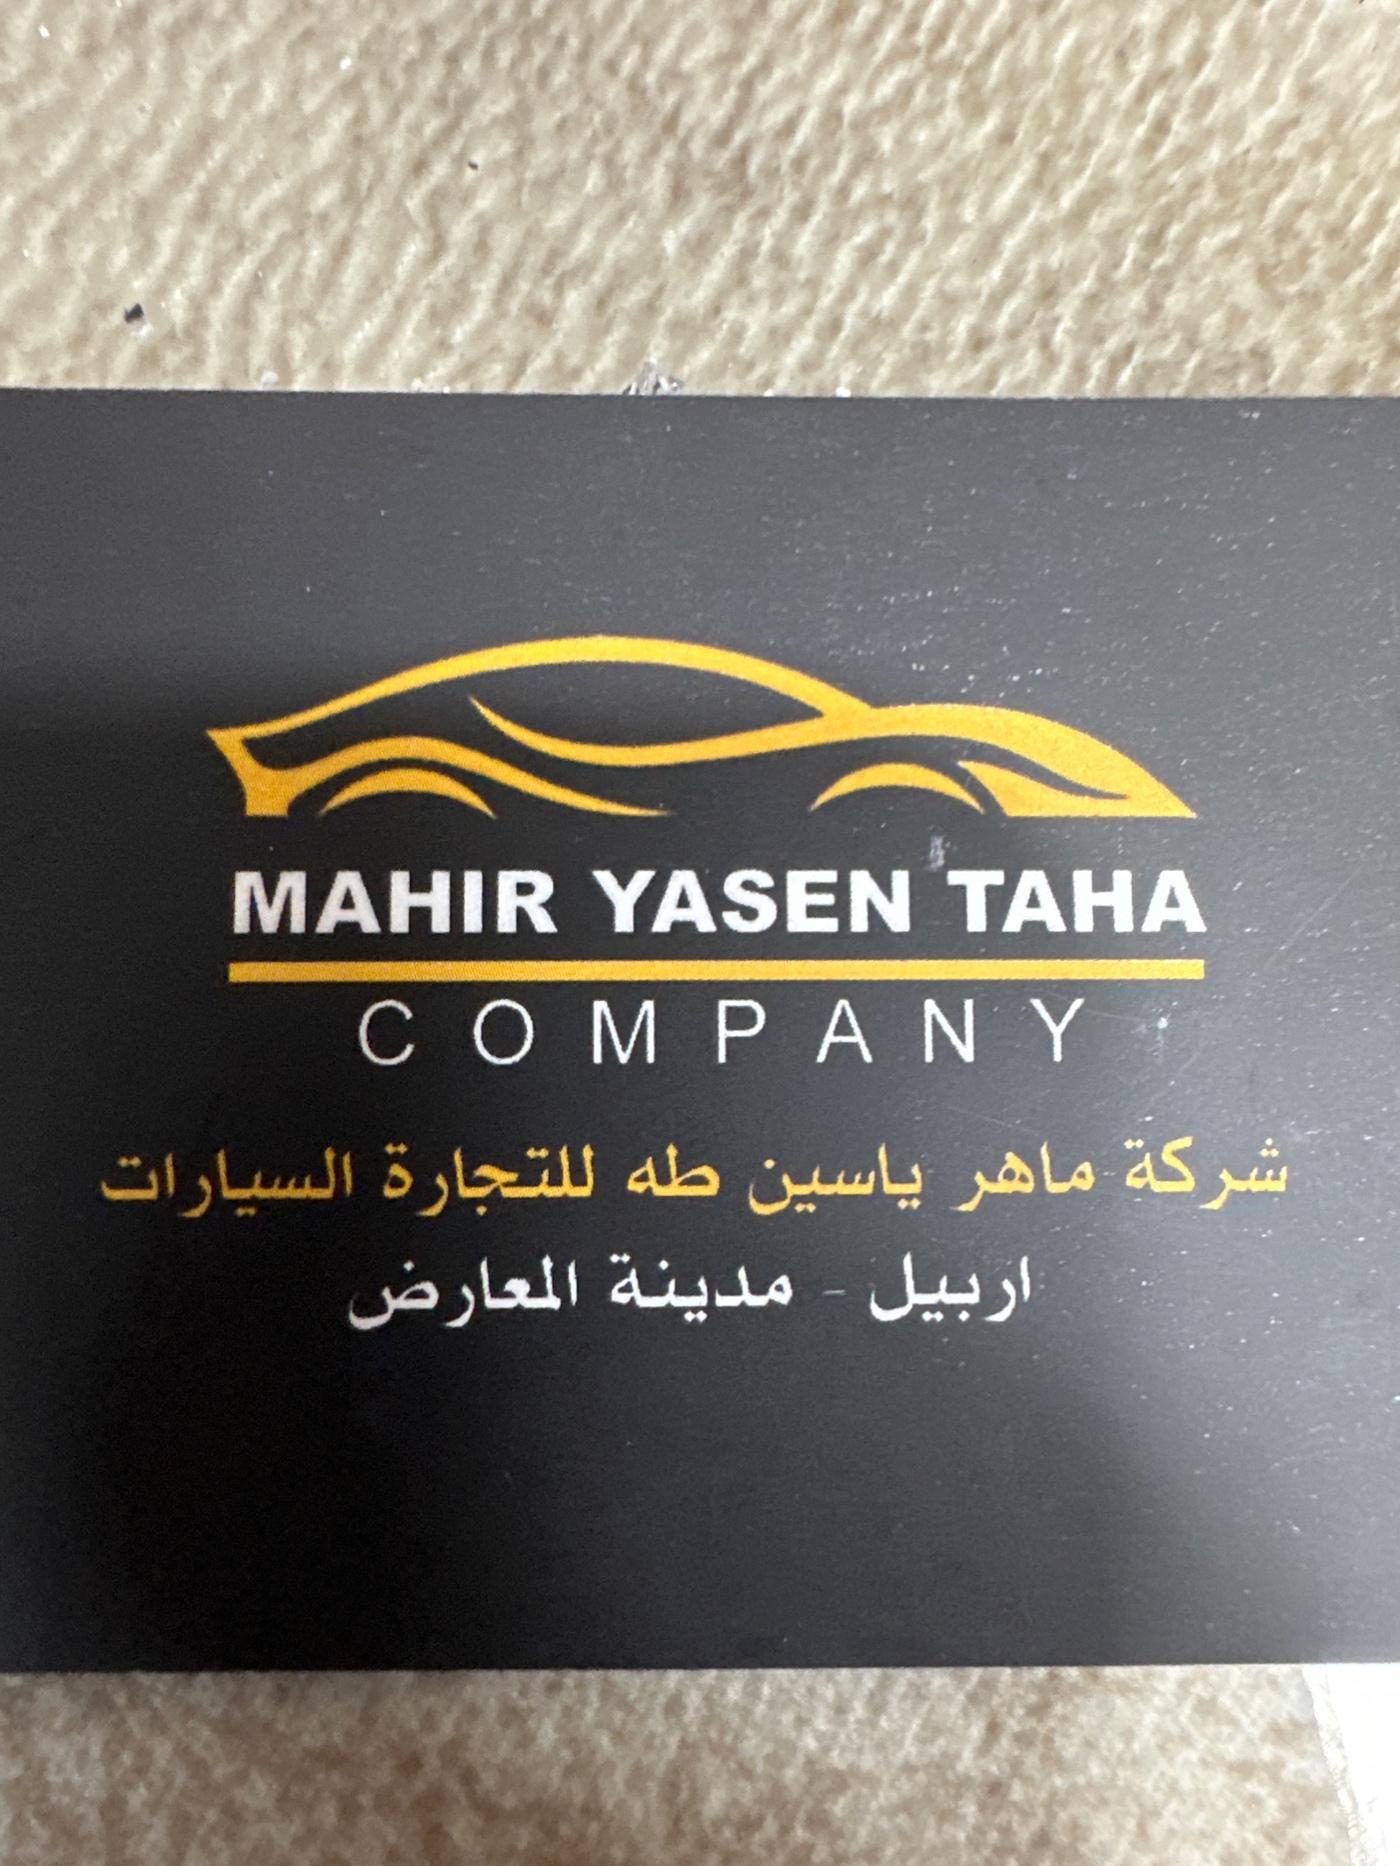 MAHIR YASEN TAHA
COMPANY
شركة ماهر ياسين طه للتجارة السيارات
اربيل - مدينة المعارض